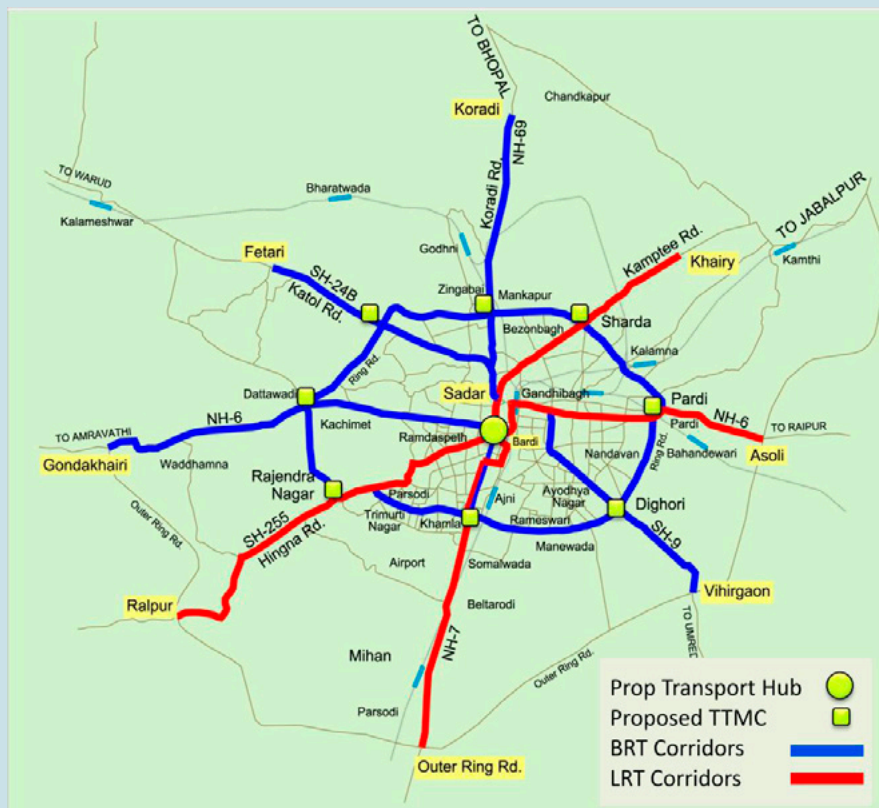 TO BHOPAL
Koradi
Chandkapur
NH-69
Koradi Rd.
TO WARUD
Kalameshwar
Bharatwada
TO JABALPUR
Godhni
Kamptee Rd.
Khairy
Kamthi
Fetari
SH-24B
Katol Rd.
Zingabai
Mankapur
Bezonbagh
Sharda
Kalamna
Ring Rd.
Sadar
Gandhibagh
Dattawadi
Pardi
NH-6
Kachimet
Ramdaspeth
Bardi
Pardi
NH-6
TO RAIPUR
TO AMRAVATHI
Gondakhairi
Waddhamna
Nandavan
Ring Rd.
Bahandewari
Asoli
Rajendra
Nagar
Parsodi
Ajni
Ayodhya
Nagar
Dighori
Outer Ring Rd.
SH-255
Hingna Rd.
Trimurti
Nagar
Khamla
Rameswari
Manewada
SH-9
Airport
Somalwada
Vihirgaon
Ralpur
Beltarodi
TO UMRED
Mihan
NH-7
Outer Ring Rd.
Parsodi
Outer Ring Rd.
Prop Transport Hub
Proposed TTMC
BRT Corridors
LRT Corridors